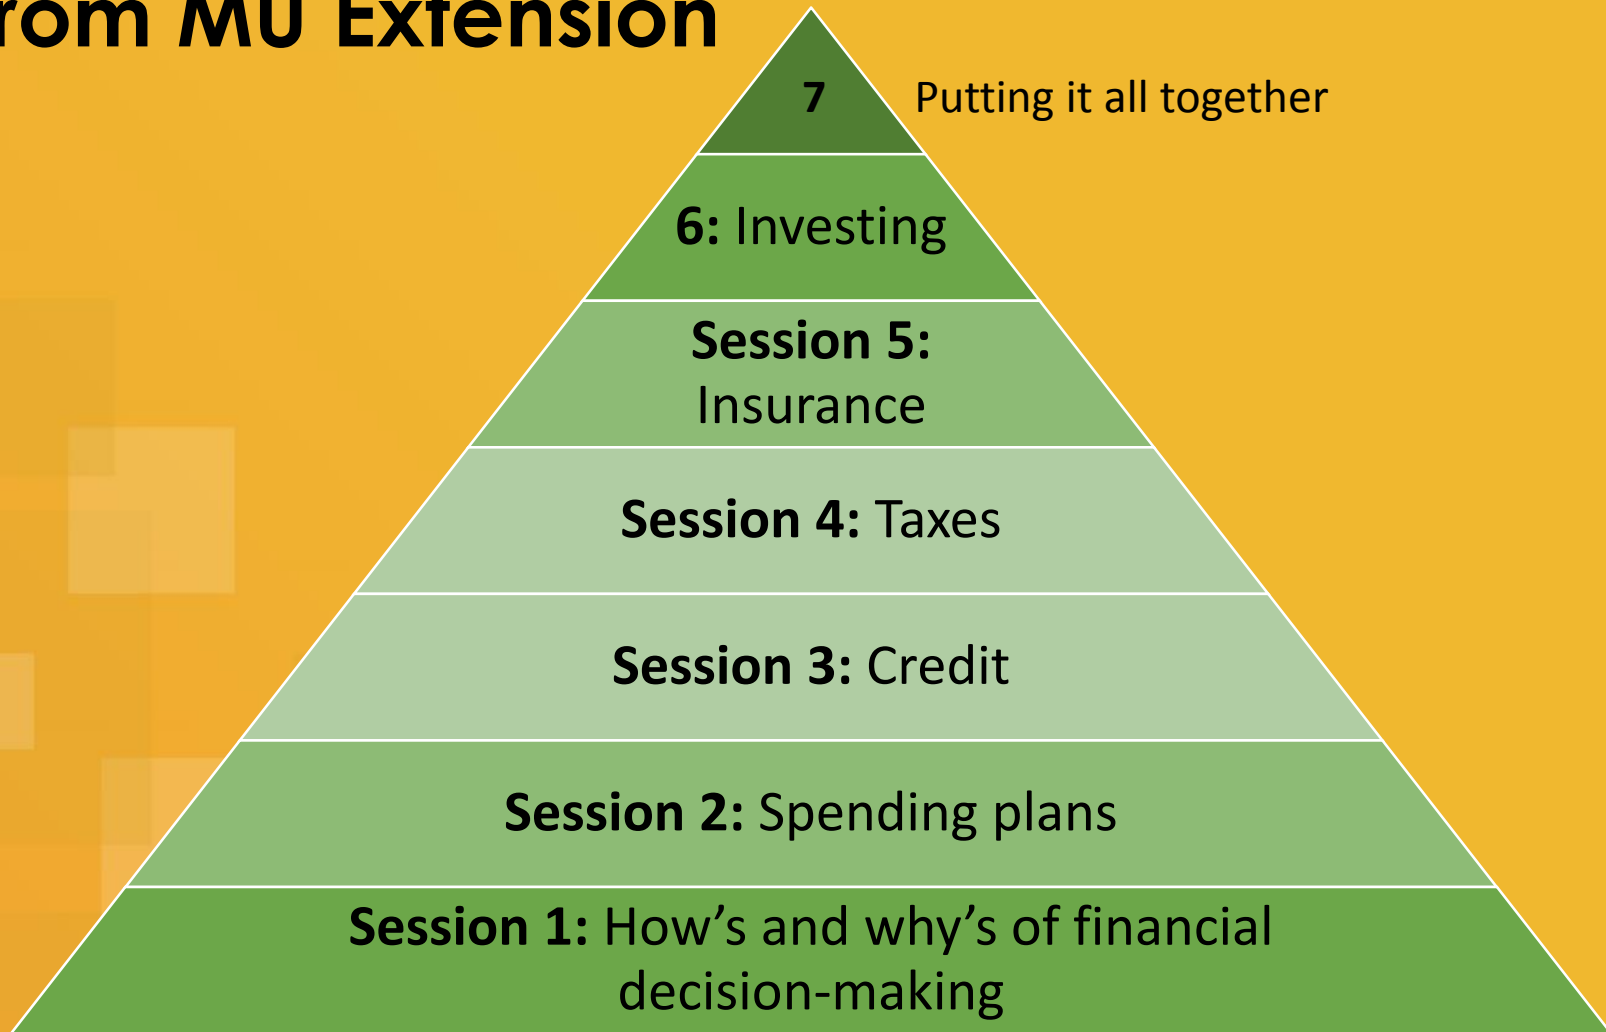 MU Extension
7 Putting it all together
6: Investing
Session 5:
Insurance
Session 4: Taxes
Session 3: Credit
Session 2: Spending plans
Session 1: How’s and why’s of financial
decision-making